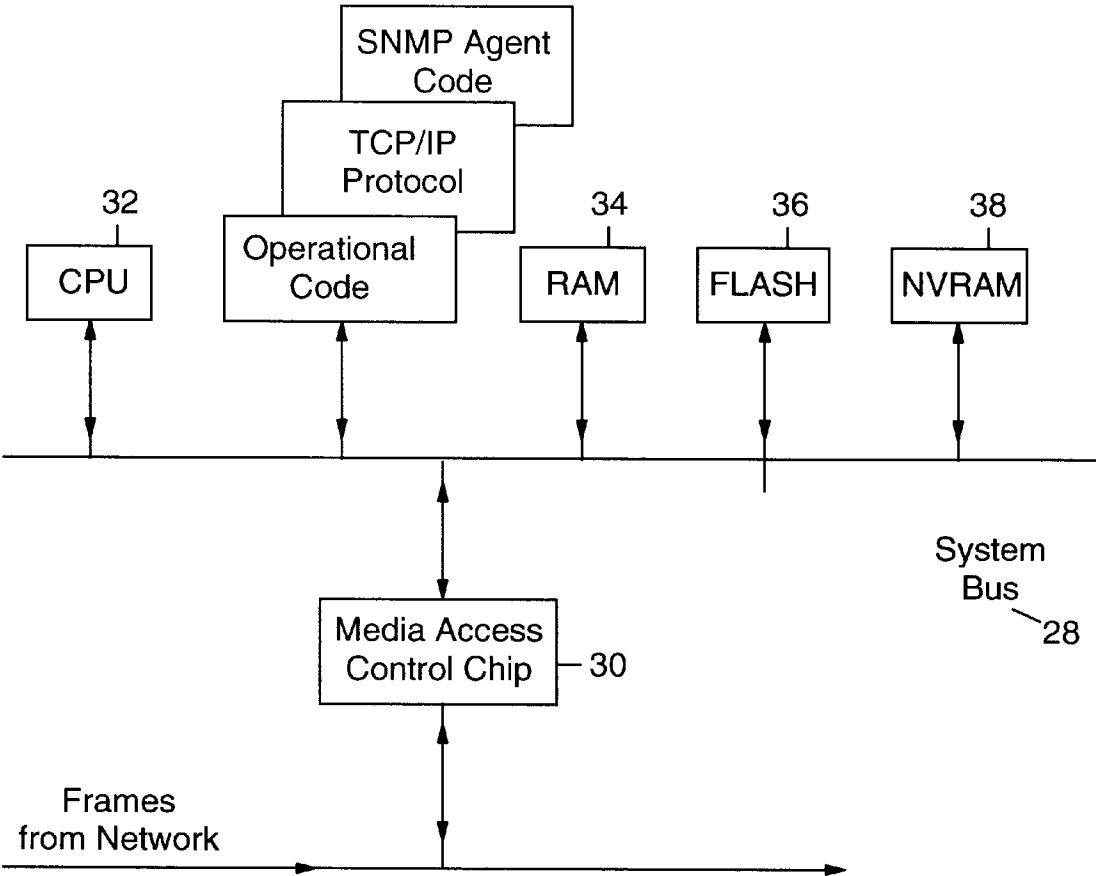 SNMP Agent
Code
TCP/IP
Protocol
32
34
36
38
Operational
Code
CPU
RAM
FLASH
NVRAM
System
Bus
28
Media Access
Control Chip
30
Frames
from Network